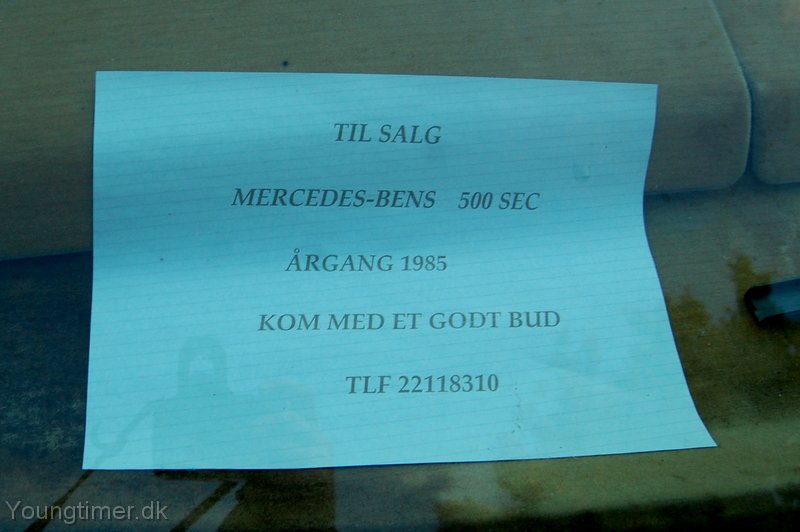 TIL SALG
MERCEDES-BENS 500 SEC
ÅRGANG 1985
KOM MED ET GODT BUD
TLF 22118310
Youngtimer.dk